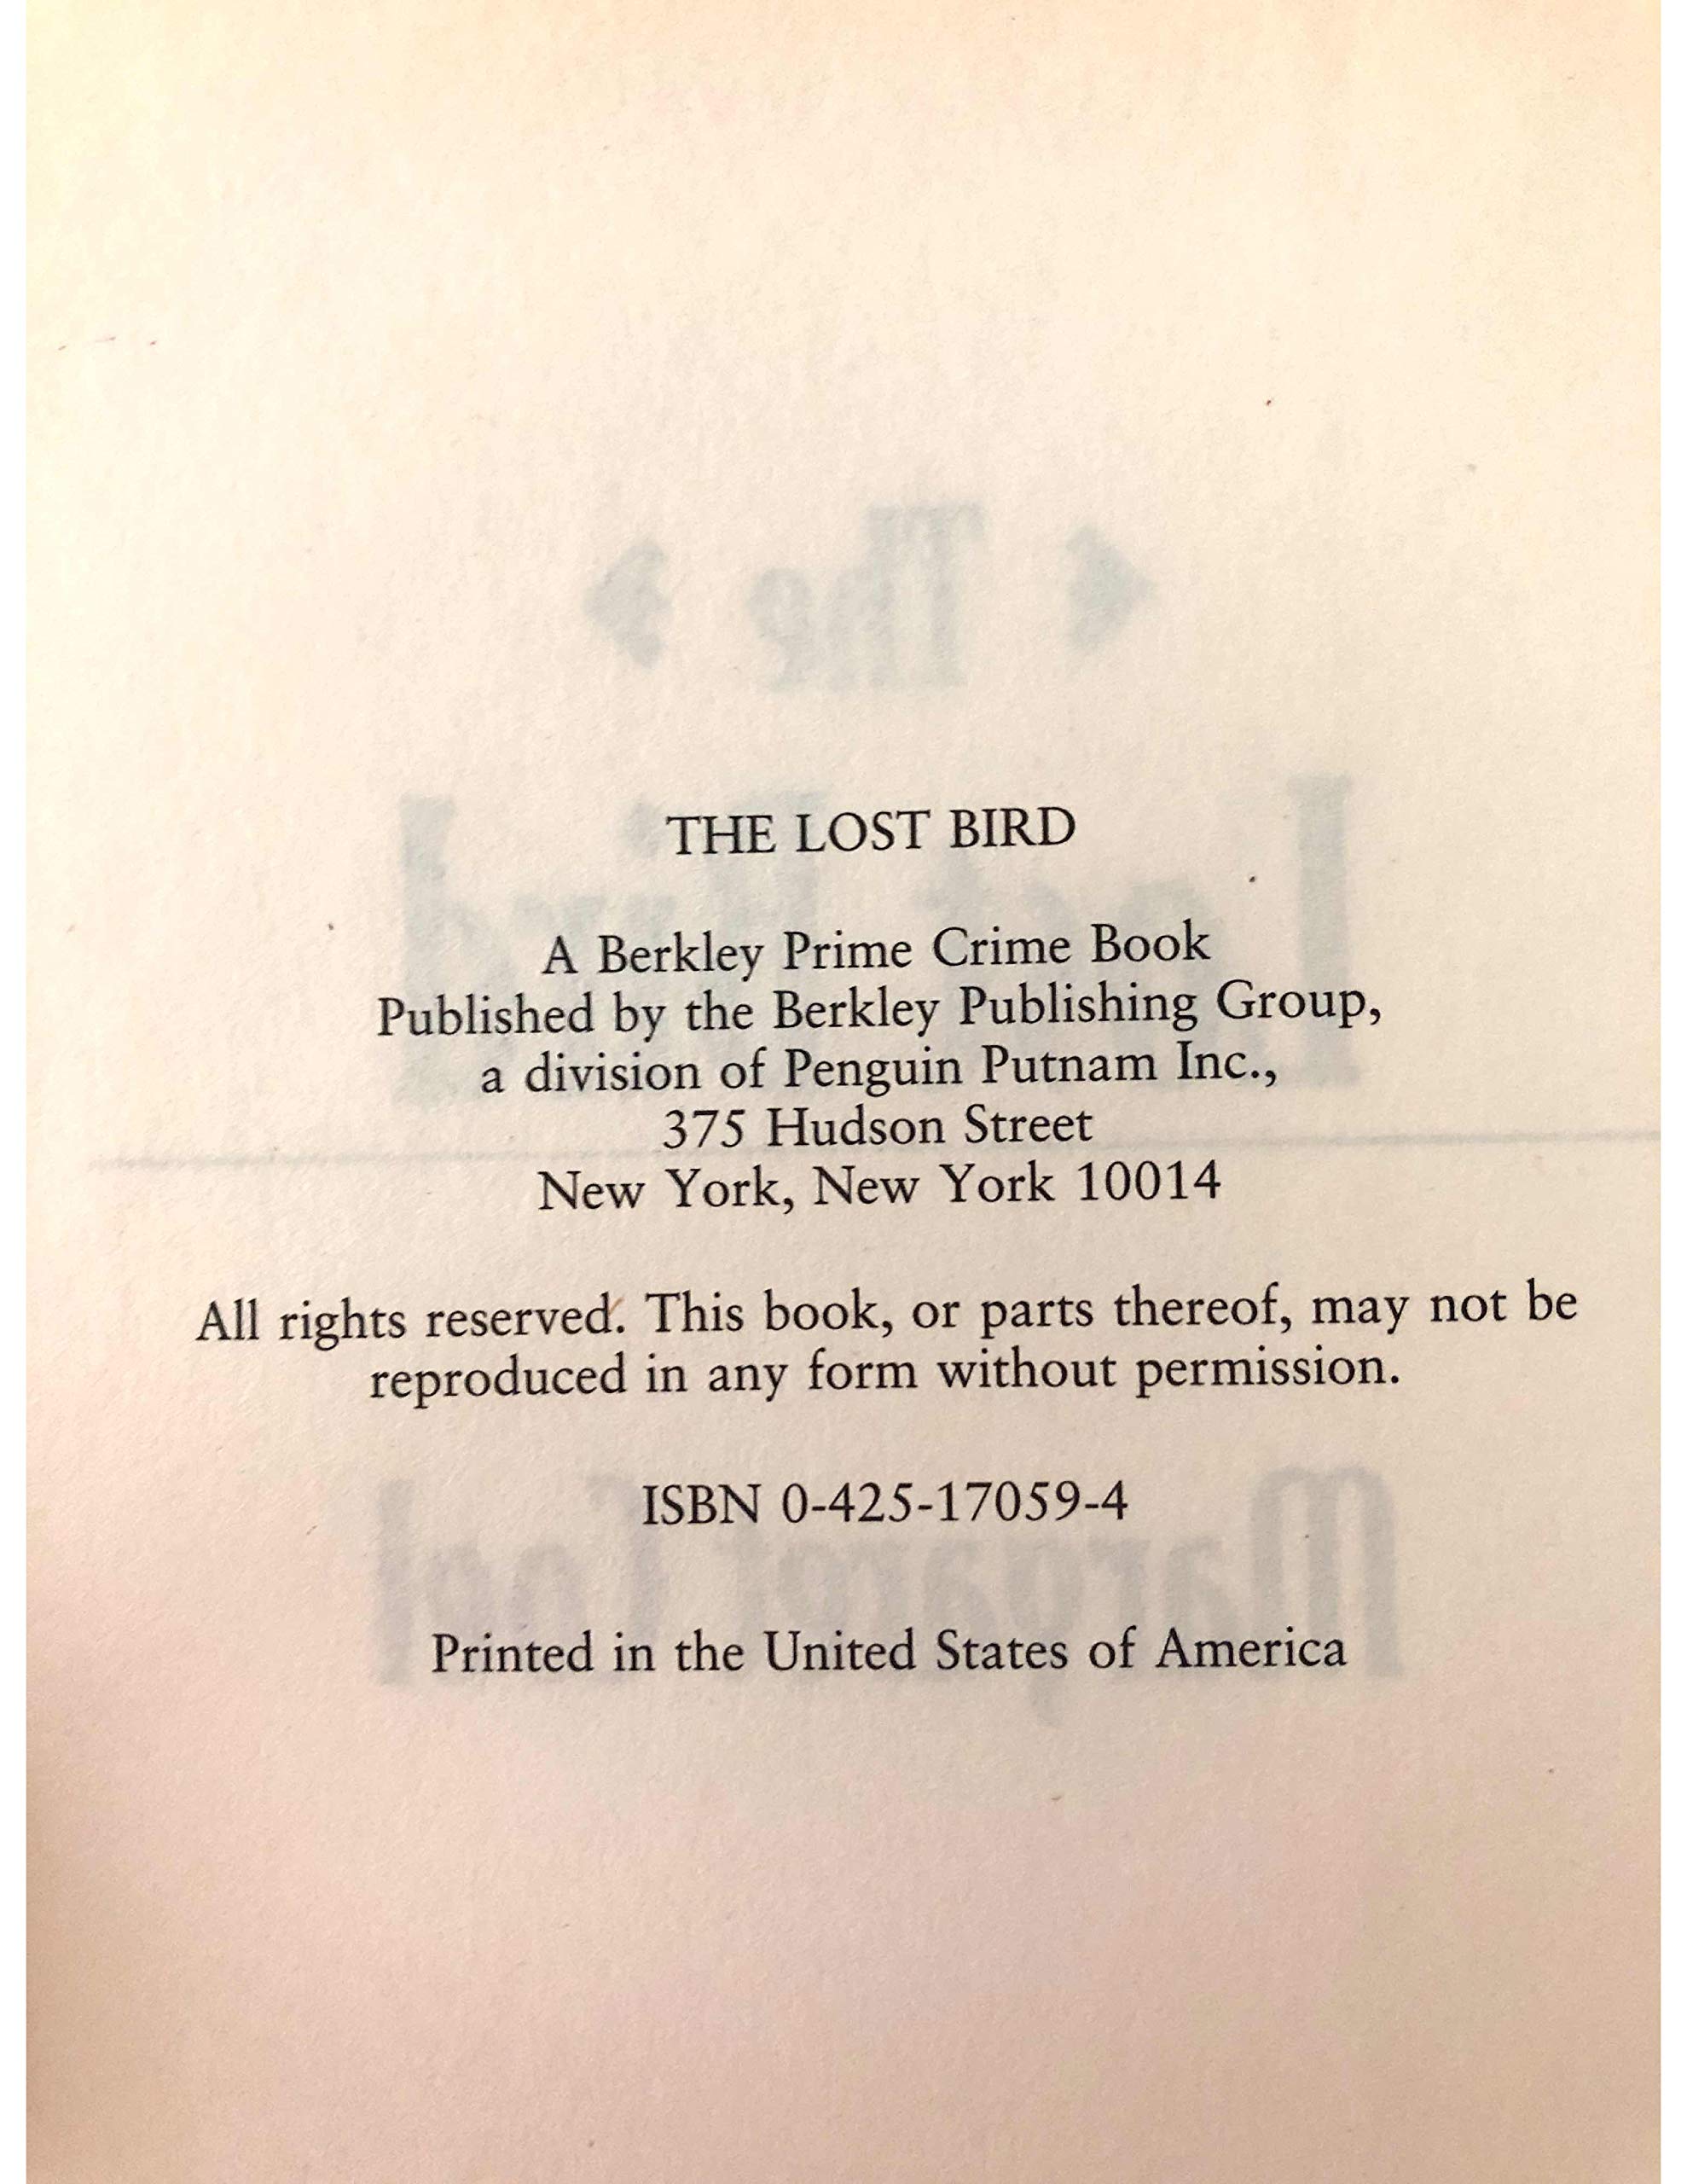 THE LOST BIRD
A Berkley Prime Crime Book
Published by the Berkley Publishing Group,
a division of Penguin Putnam Inc.,
375 Hudson Street
New York, New York 10014
All rights reserved. This book, or parts thereof, may not be
reproduced in any form without permission.
ISBN 0-425-17059-4
Printed in the United States of America